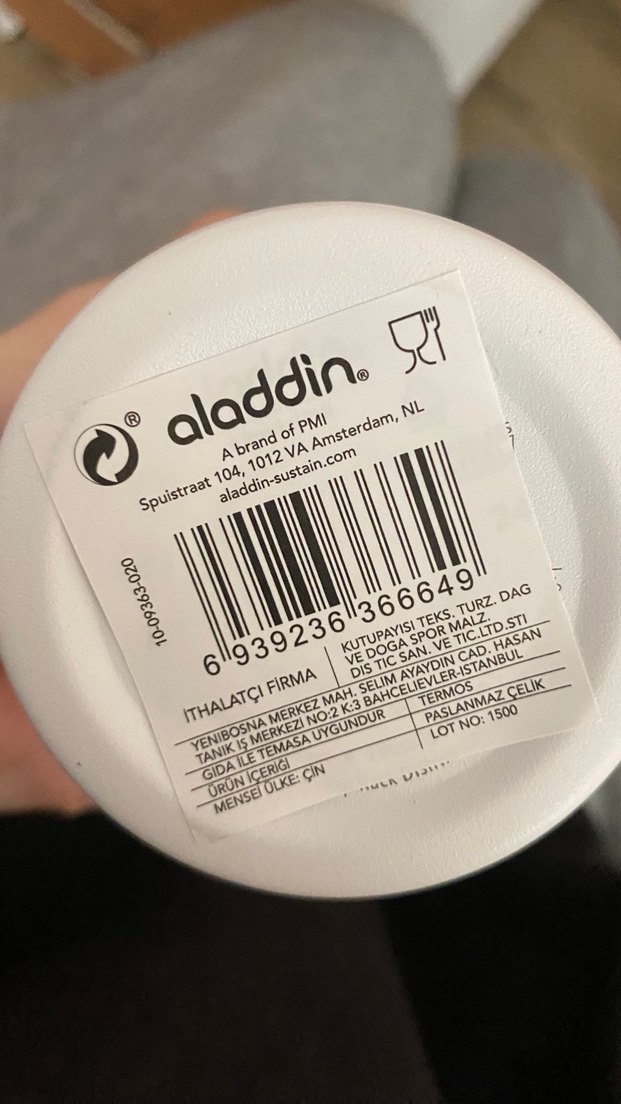 aladdin®
®
A brand of PMI
Spuistraat 104, 1012 VA Amsterdam, NL
aladdin-sustain.com
10-09363-020
6 939236 366649
İTHALATÇI FİRMA
KUTUPAYISI TEKS. TURZ. DAG
VE DOGA SPOR MALZ.
DIS TIC SAN. VE TIC.LTD.STI
YENIBOSNA MERKEZ MAH. SELIM AYAYDIN CAD. HASAN
TANIK IŞ MERKEZI NO:2 K:3 BAHCELIEVLER-ISTANBUL
GIDA ILE TEMASA UYGUNDUR
TERMOS
ÜRÜN İÇERİĞİ
PASLANMAZ ÇELIK
MENSEI ÜLKE: ÇIN
LOT NO: 1500